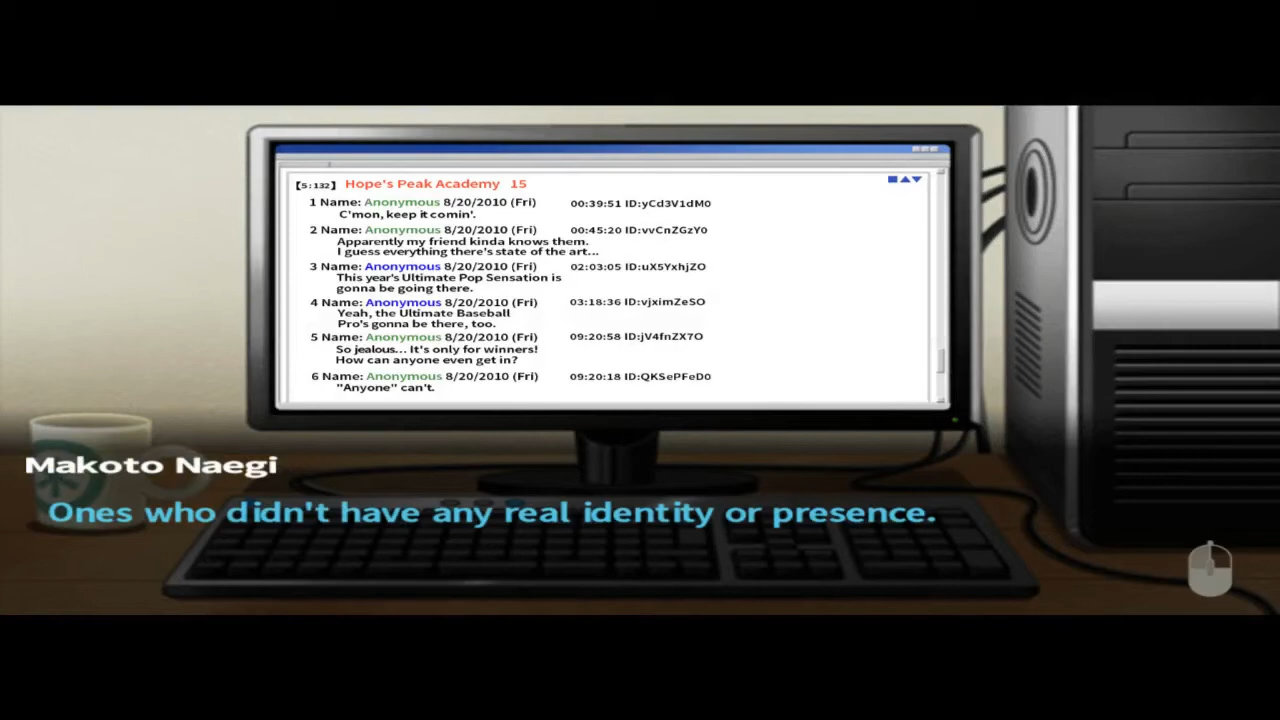 【5:132】 Hope's Peak Academy 15
1 Name: Anonymous 8/20/2010 (Fri) 00:39:51 ID:yCd3V1dM0
C'mon, keep it comin'.
2 Name: Anonymous 8/20/2010 (Fri) 00:45:20 ID:vvCnZGzY0
Apparently my friend kinda knows them.
I guess everything there's state of the art...
3 Name: Anonymous 8/20/2010 (Fri) 02:03:05 ID:uX5YxhjZO
This year's Ultimate Pop Sensation is
gonna be going there.
4 Name: Anonymous 8/20/2010 (Fri) 03:18:36 ID:vjximZeSO
Yeah, the Ultimate Baseball
Pro's gonna be there, too.
5 Name: Anonymous 8/20/2010 (Fri) 09:20:58 ID:jV4fnZX7O
So jealous... It's only for winners!
How can anyone even get in?
6 Name: Anonymous 8/20/2010 (Fri) 09:20:18 ID:QKSePFeD0
"Anyone" can't.
Makoto Naegi
Ones who didn't have any real identity or presence.